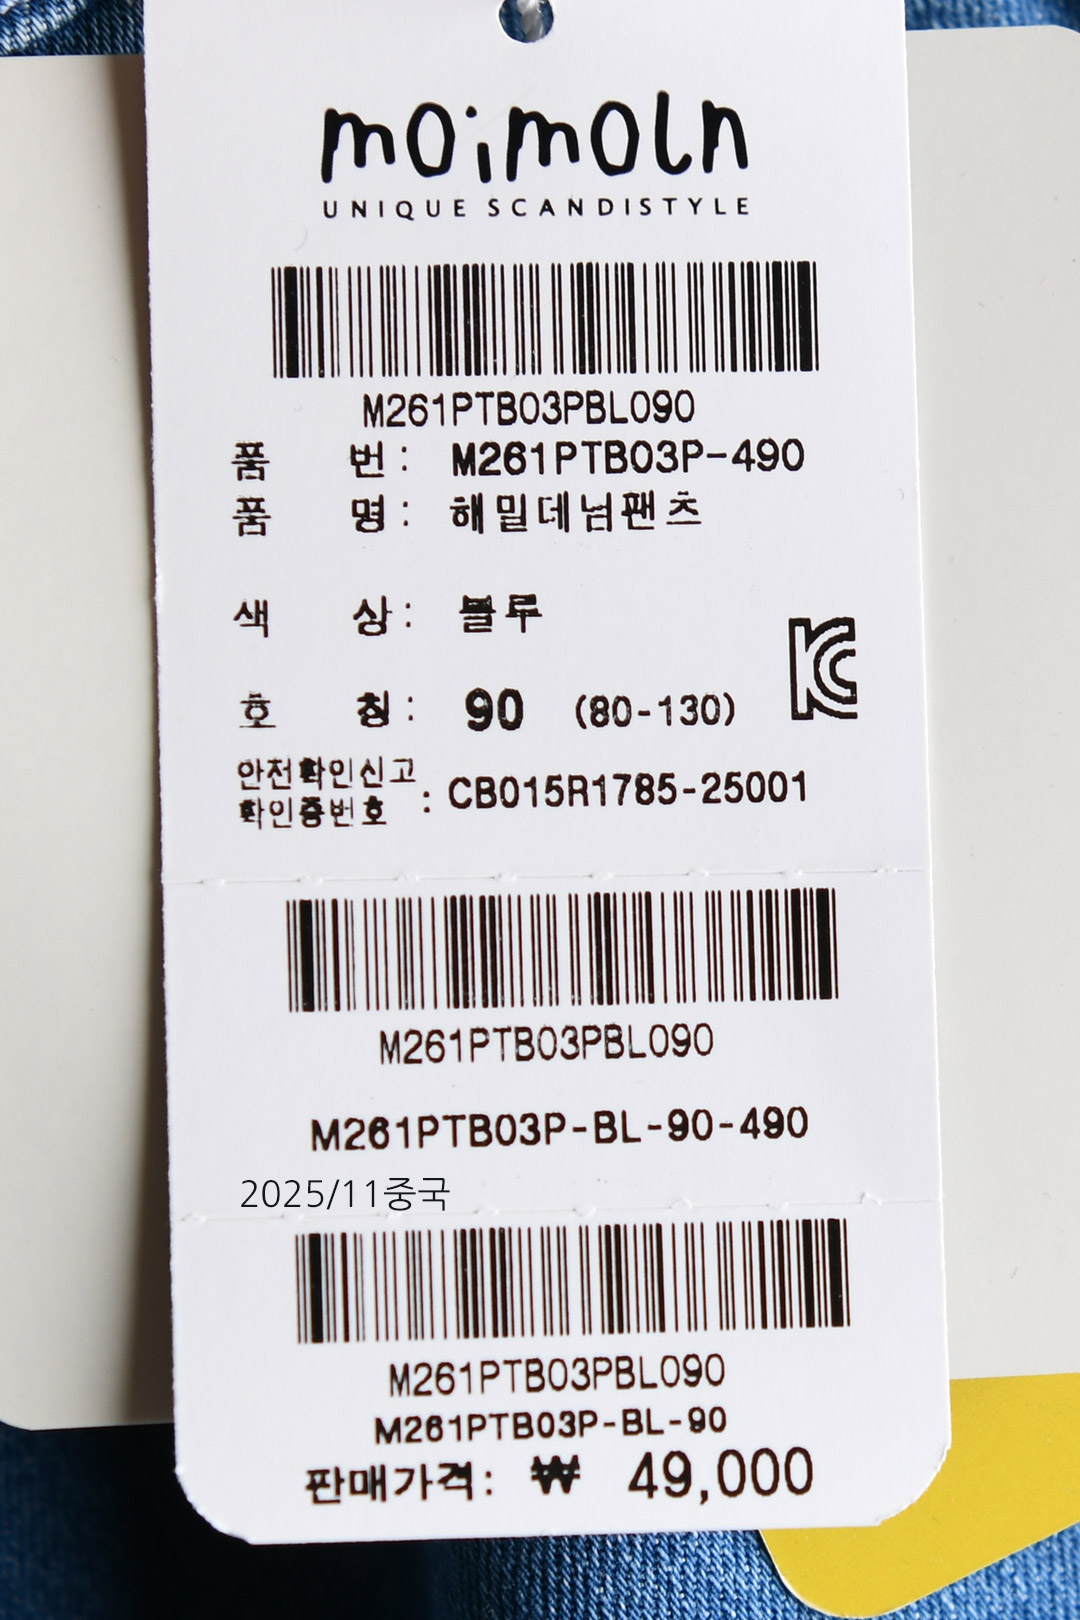 moimoln
UNIQUE SCANDISTYLE
M261PTB03PBL090
품 번 : M261PTB03P-490
품 명 : 해밀데님팬츠
색 상 : 블루
호 칭 : 90 (80-130)
안전확인신고
확인증번호 : CB015R1785-25001
M261PTB03PBL090
M261PTB03P-BL-90-490
2025/11중국
M261PTB03PBL090
M261PTB03P-BL-90
판매가격: ₩ 49,000